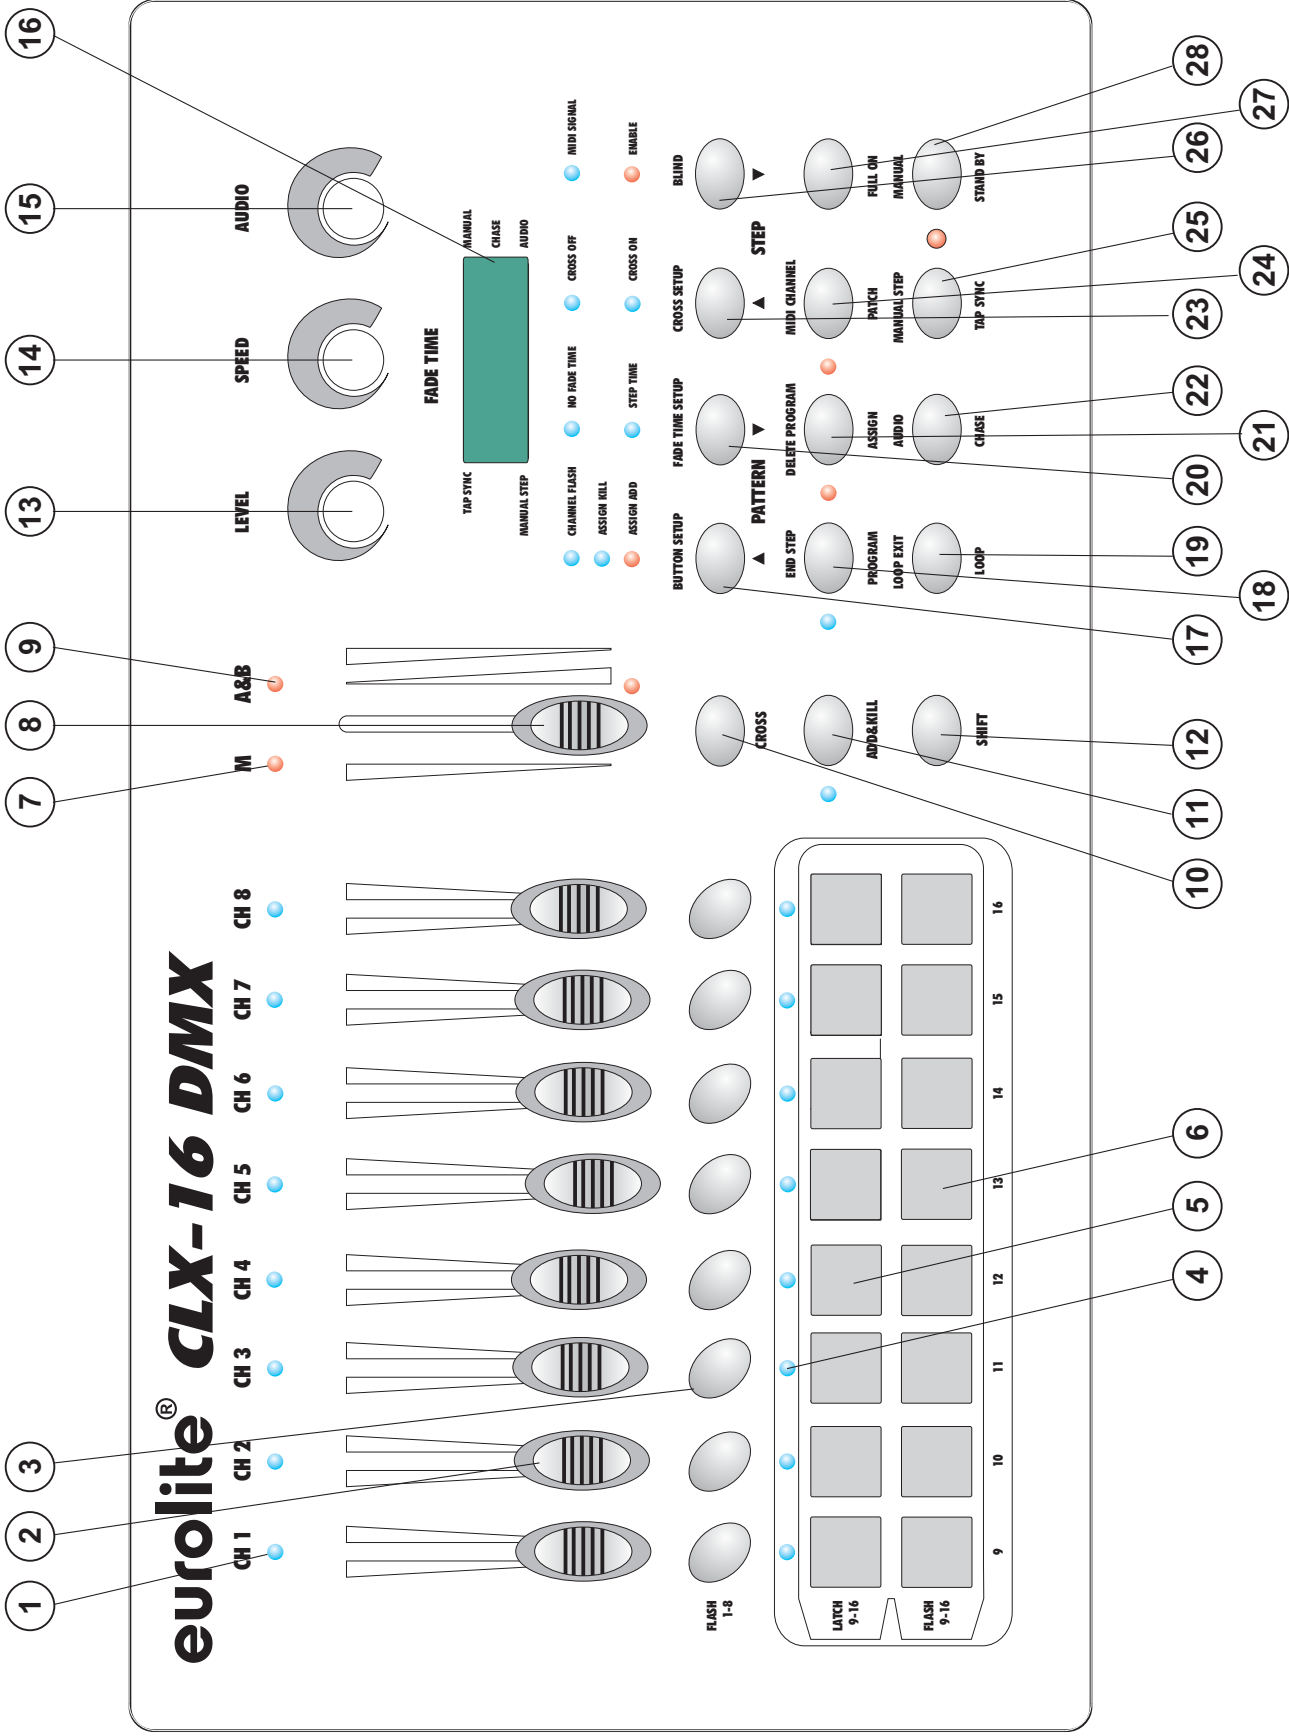 1
2
3
7
8
9
13
14
15
16
eurolite® CLX-16 DMX
CH 1
CH 2
CH 3
CH 4
CH 5
CH 6
CH 7
CH 8
M
A&B
LEVEL
SPEED
AUDIO
FADE TIME
TAP SYNC
MANUAL STEP
MANUAL
CHASE
AUDIO
CHANNEL FLASH
ASSIGN KILL
ASSIGN ADD
NO FADE TIME
STEP TIME
CROSS OFF
CROSS ON
MIDI SIGNAL
ENABLE
FLASH
1-8
CROSS
ADD&KILL
SHIFT
BUTTON SETUP
FADE TIME SETUP
CROSS SETUP
BLIND
▲ PATTERN ▼
▲ STEP ▼
END STEP
DELETE PROGRAM
MIDI CHANNEL
PROGRAM
ASSIGN
PATCH
FULL ON
LOOP EXIT
AUDIO
MANUAL STEP
MANUAL
LOOP
CHASE
TAP SYNC
STAND BY
LATCH
9-16
FLASH
9-16
9
10
11
12
13
14
15
16
4
5
6
10
11
12
17
18
19
20
21
22
23
24
25
26
27
28